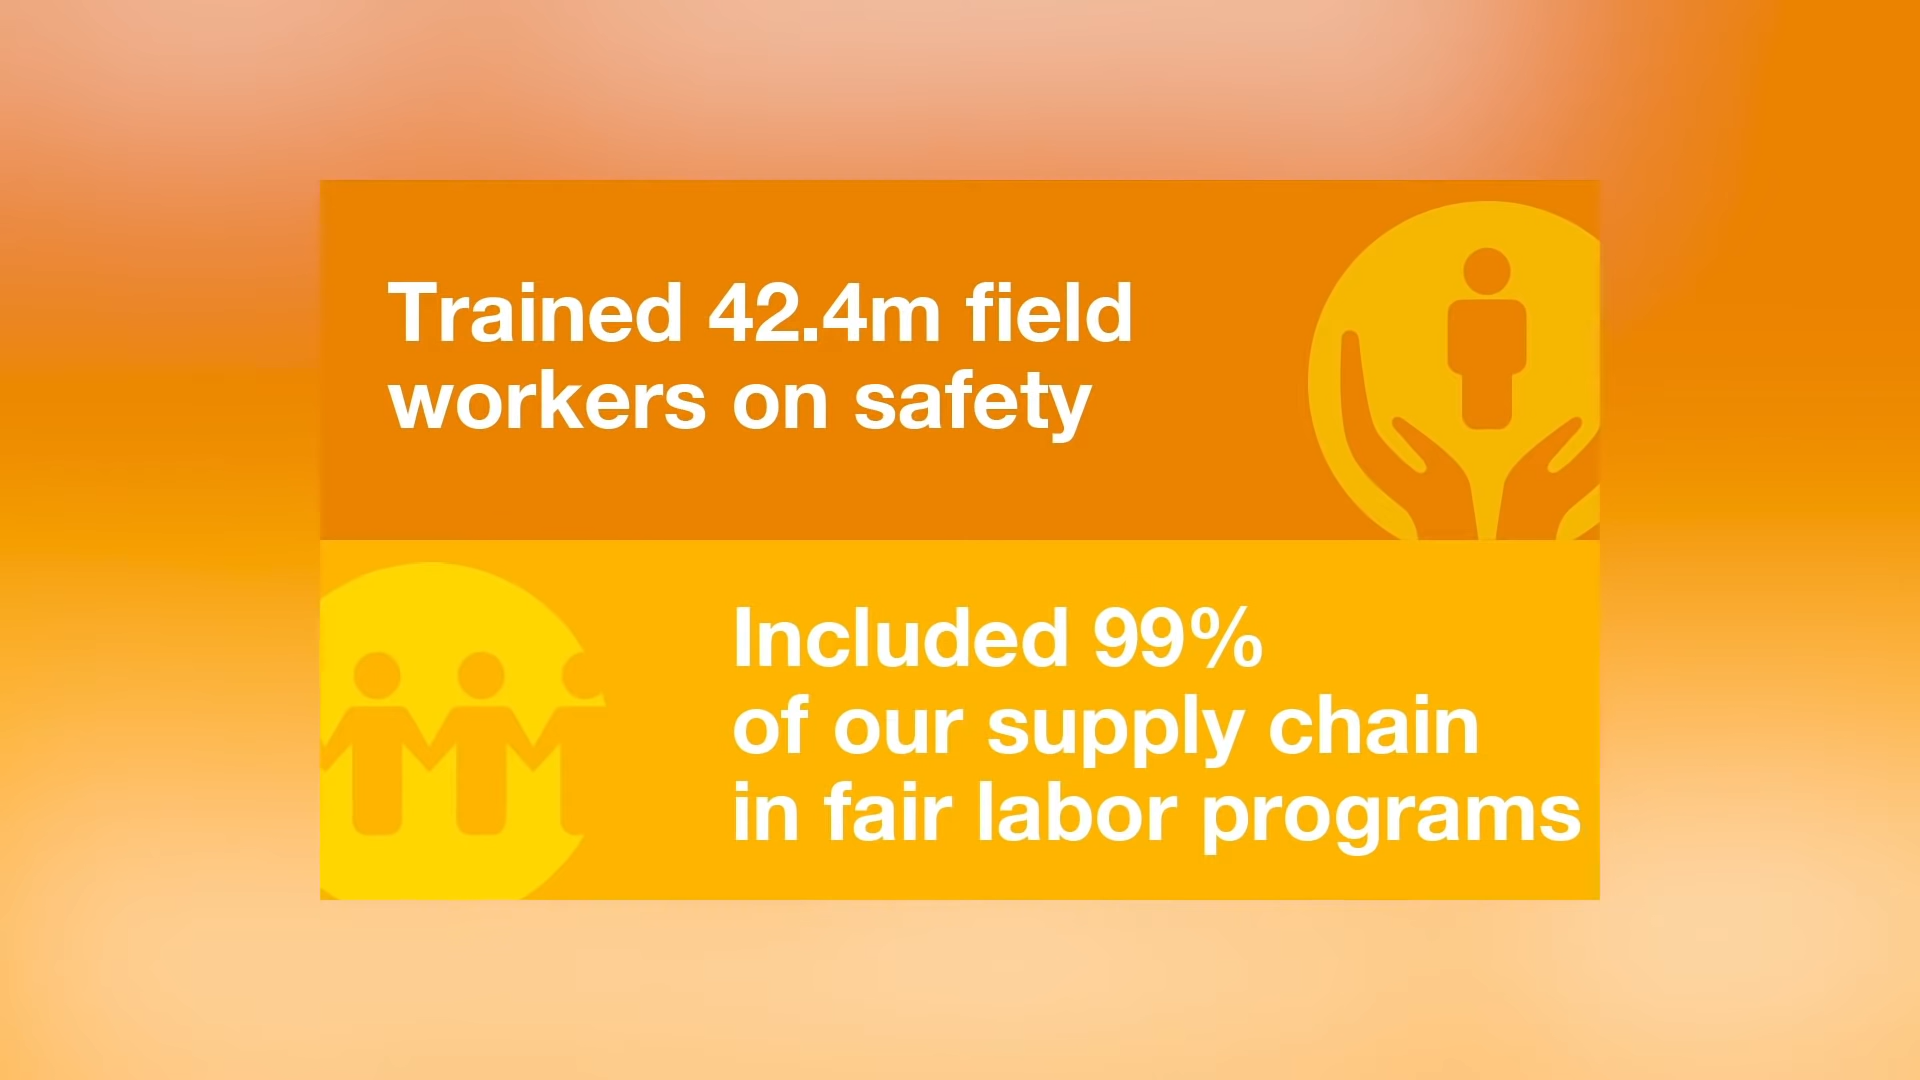 Trained 42.4m field
workers on safety
Included 99%
of our supply chain
in fair labor programs